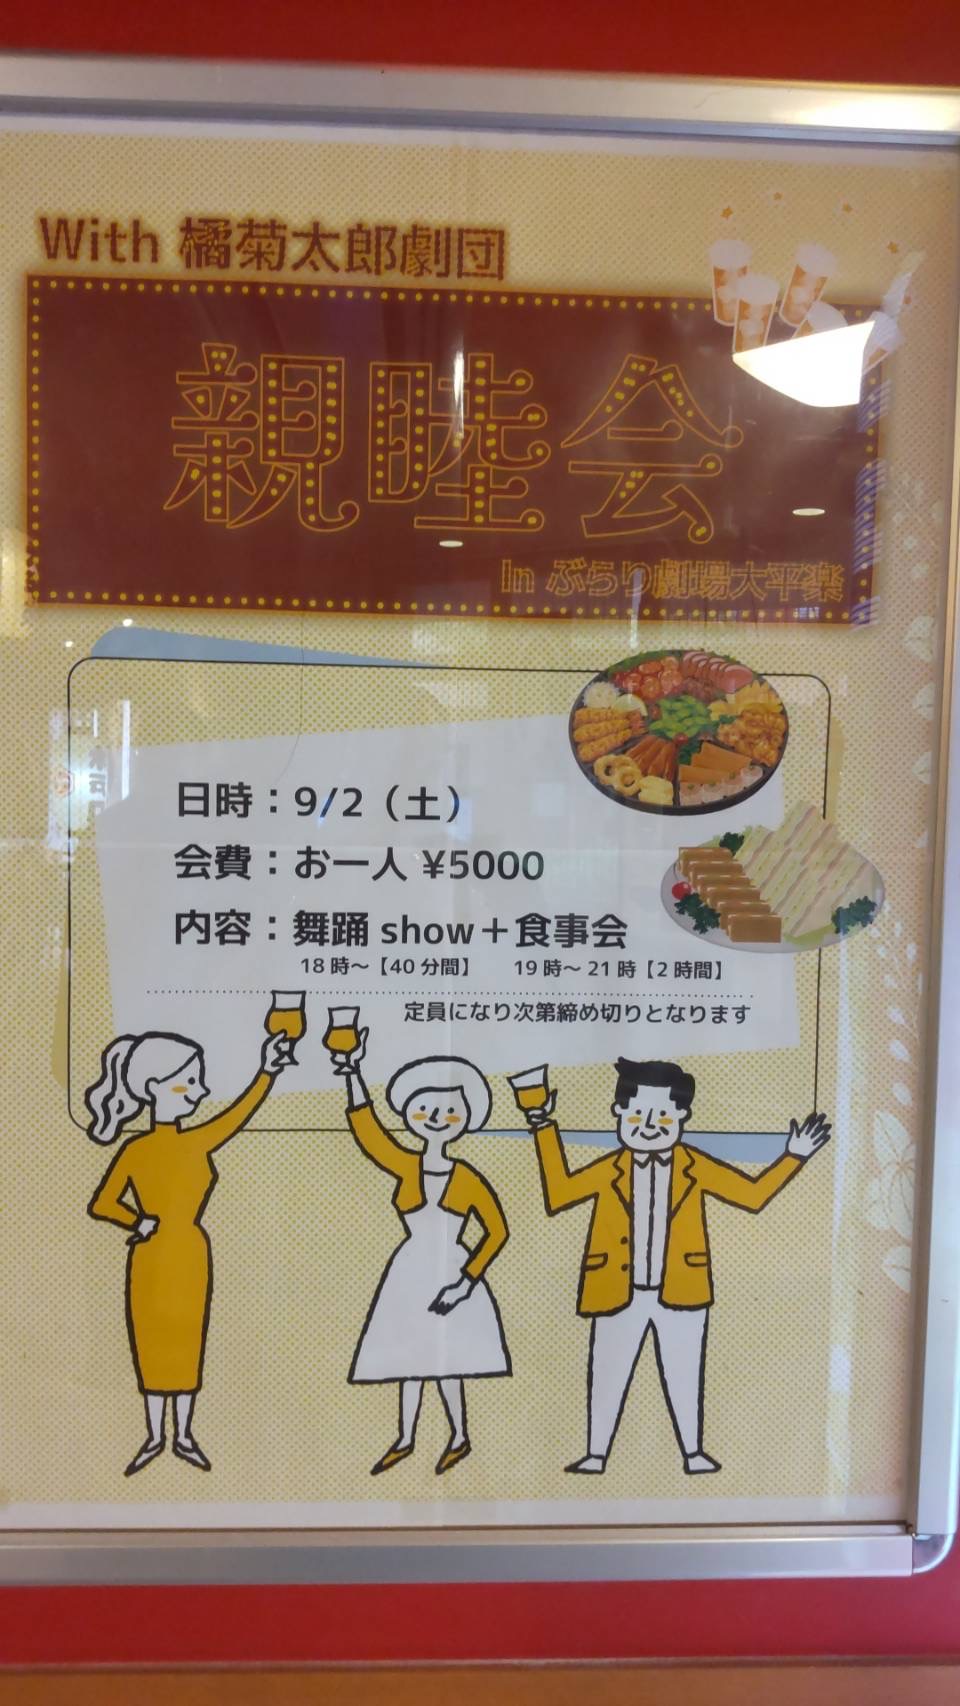 With 橘菊太郎劇団
親睦会
In ぶらり劇場大平楽
日時：9/2（土）
会費：お一人 ¥5000
内容：舞踊 show＋食事会
18時～【40分間】　19時～21時【2時間】
定員になり次第締め切りとなります